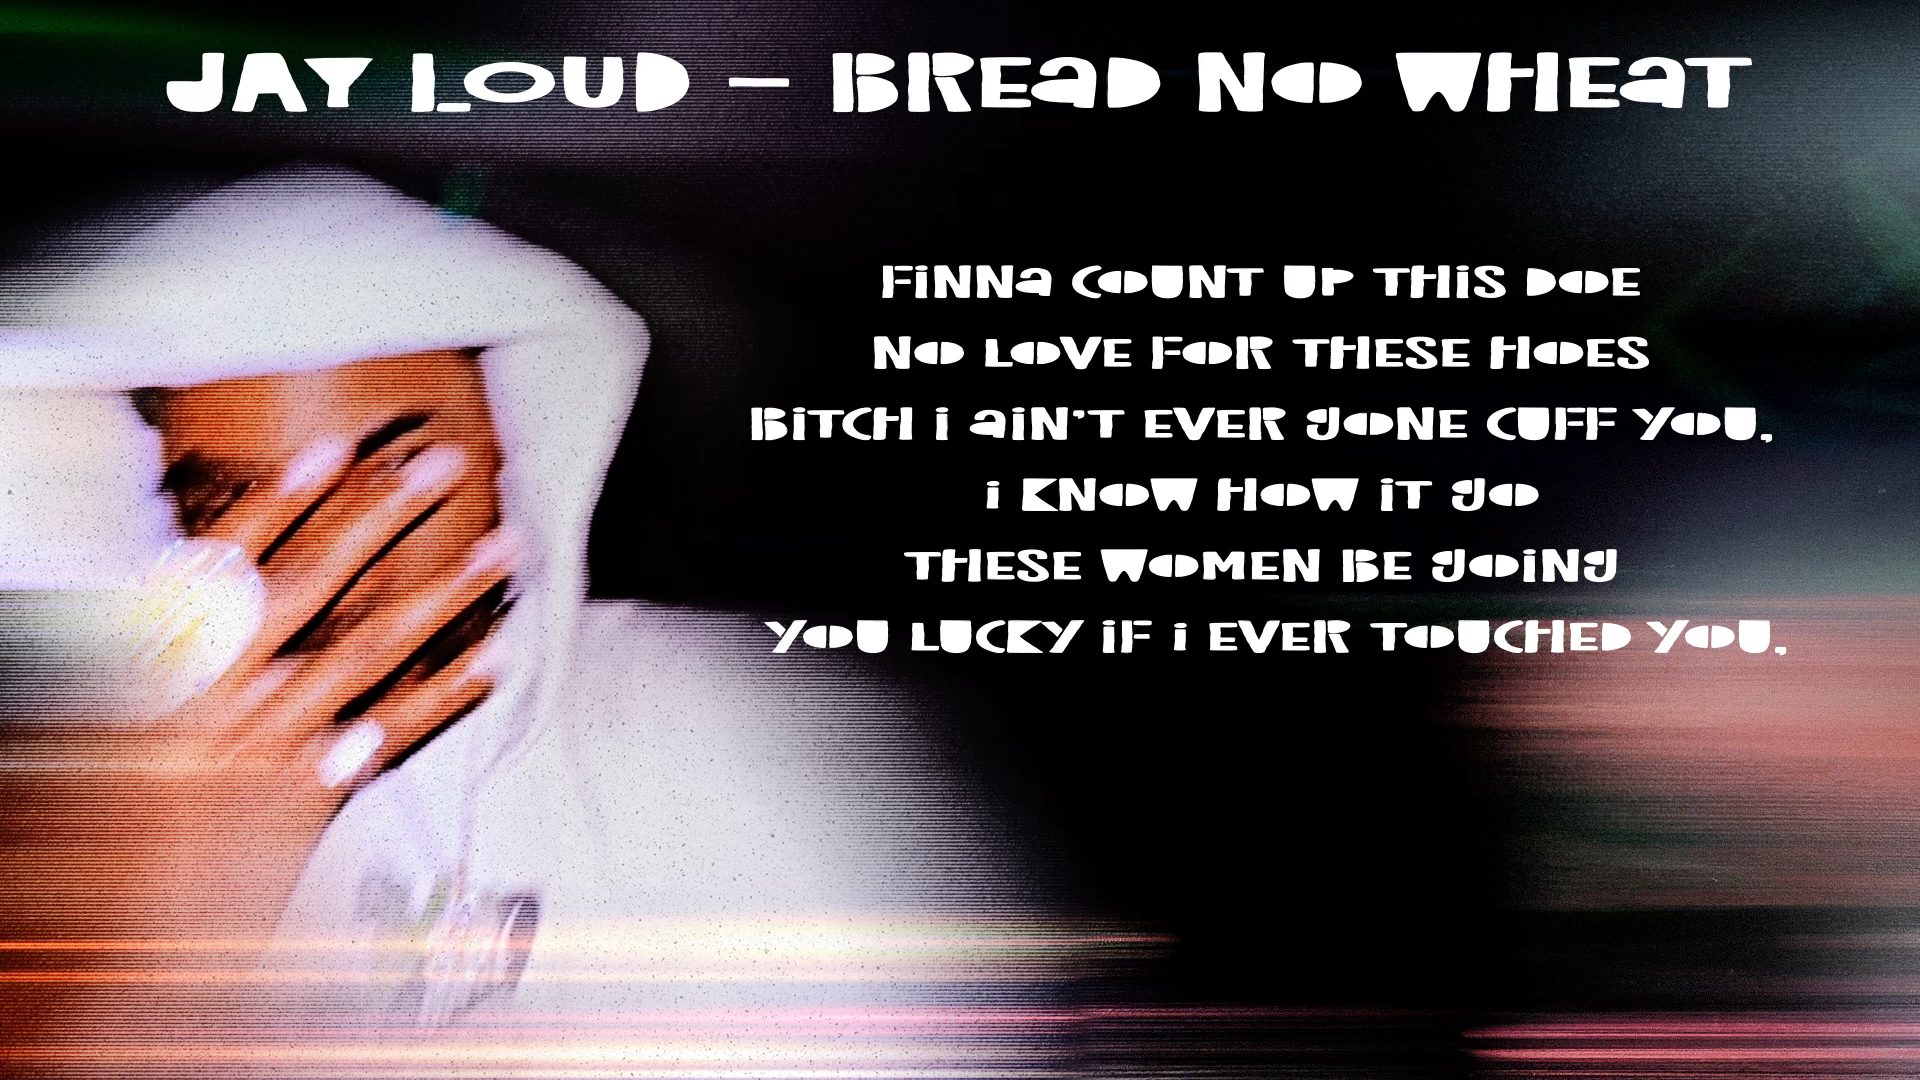 JAY LOUD – BREAD NO WHEAT
FINNA COUNT UP THIS DOE
NO LOVE FOR THESE HOES
BITCH I AIN'T EVER GONE CUFF YOU,
I KNOW HOW IT GO
THESE WOMEN BE GOING
YOU LUCKY IF I EVER TOUCHED YOU,